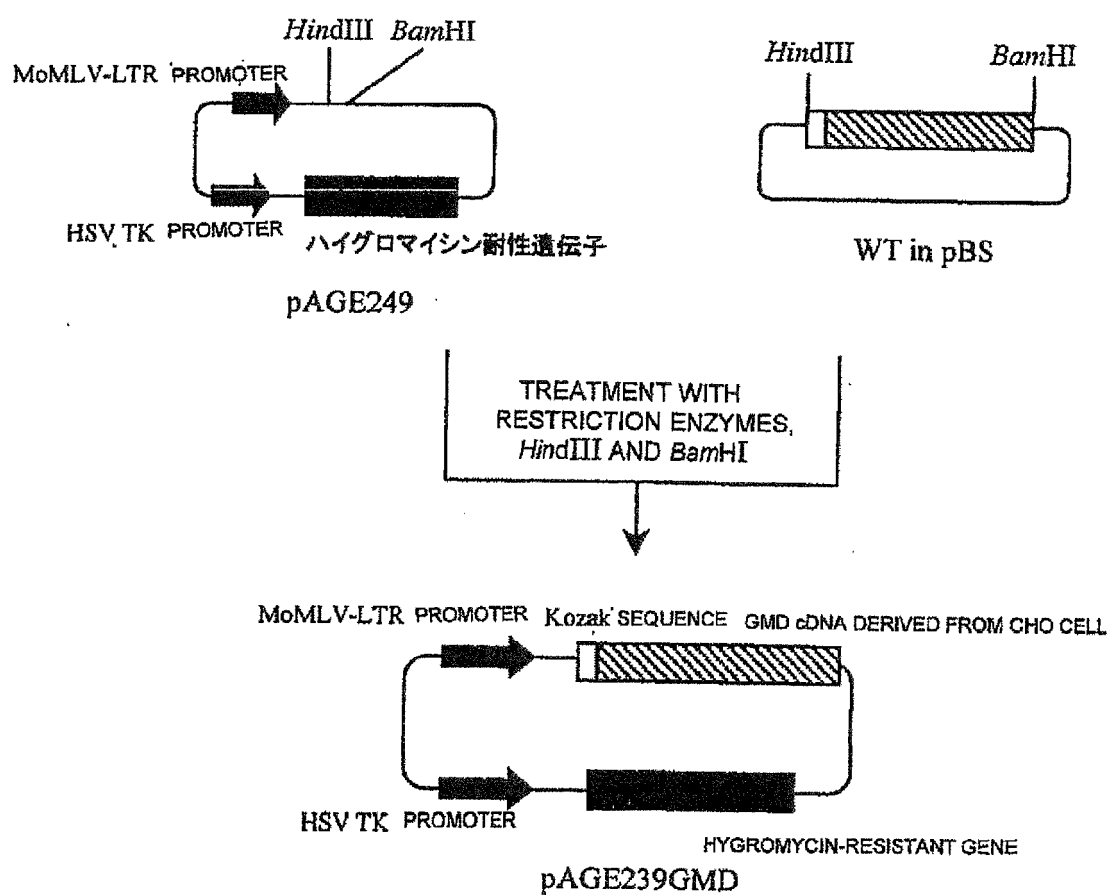 HindIII BamHI
MoMLV-LTR PROMOTER
HSV TK PROMOTER
ハイグロマイシン耐性遺伝子
pAGE249
HindIII BamHI
WT in pBS
TREATMENT WITH
RESTRICTION ENZYMES,
HindIII AND BamHI
MoMLV-LTR PROMOTER Kozak SEQUENCE GMD cDNA DERIVED FROM CHO CELL
HSV TK PROMOTER
HYGROMYCIN-RESISTANT GENE
pAGE239GMD